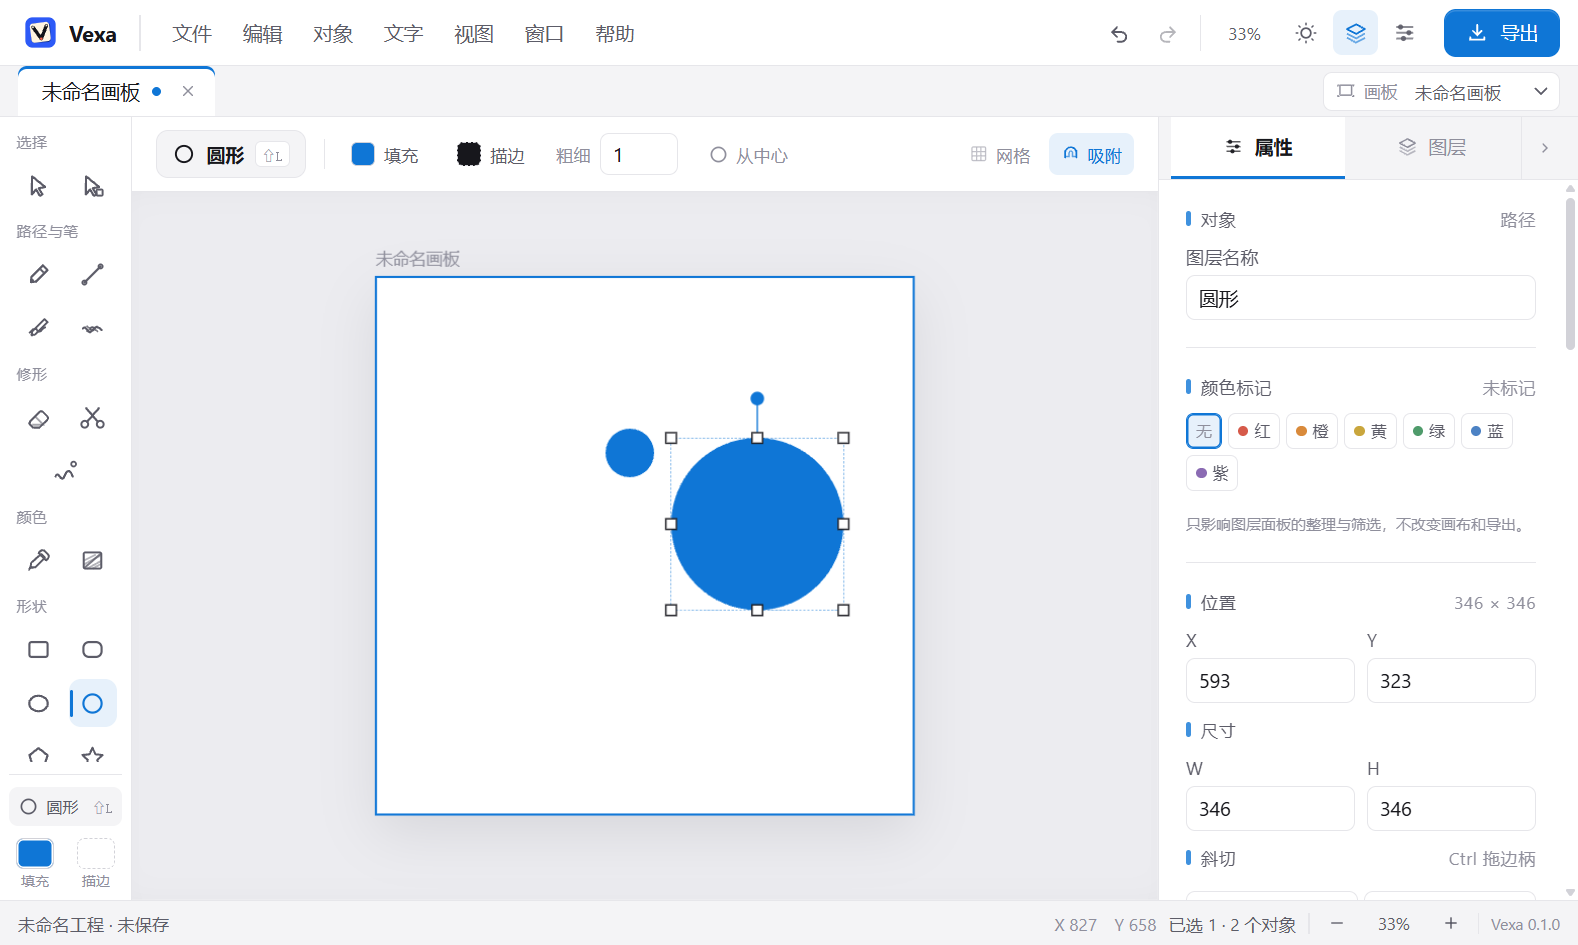 Vexa 文件 编辑 对象 文字 视图 窗口 帮助 33% 导出
未命名画板 画板 未命名画板
选择
路径与笔
修形
颜色
形状
圆形 ⇧L
填充 描边
圆形 ⇧L 填充 描边 粗细 1 从中心 网格 吸附
未命名画板
属性 图层
对象 路径
图层名称
圆形
颜色标记 未标记
无 红 橙 黄 绿 蓝
紫
只影响图层面板的整理与筛选，不改变画布和导出。
位置 346 × 346
X Y
593 323
尺寸
W H
346 346
斜切 Ctrl 拖边柄
未命名工程 · 未保存 X 827 Y 658 已选 1 · 2 个对象 − 33% + Vexa 0.1.0